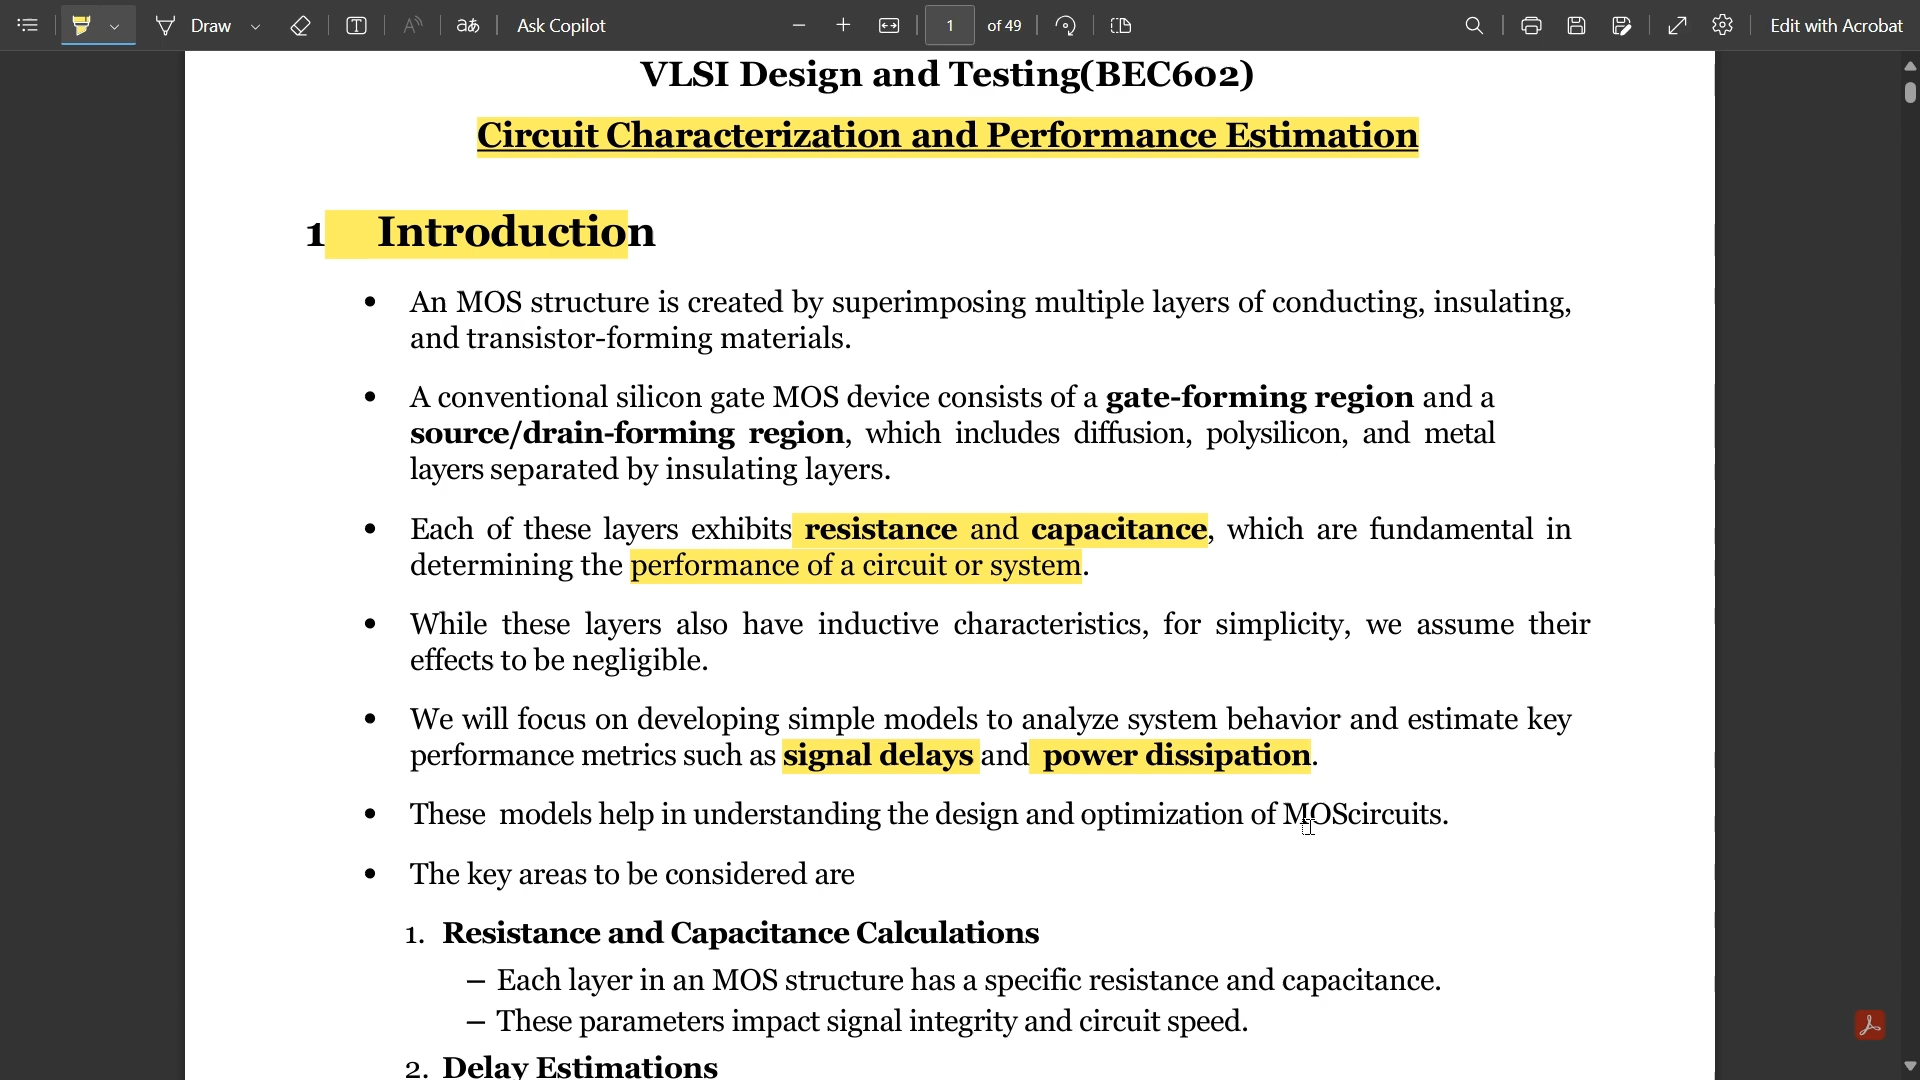 Draw
T
A
aあ
Ask Copilot
1
of 49
Edit with Acrobat
VLSI Design and Testing(BEC602)
Circuit Characterization and Performance Estimation
1 Introduction
• An MOS structure is created by superimposing multiple layers of conducting, insulating,
and transistor-forming materials.
• A conventional silicon gate MOS device consists of a gate-forming region and a
source/drain-forming region, which includes diffusion, polysilicon, and metal
layers separated by insulating layers.
• Each of these layers exhibits resistance and capacitance, which are fundamental in
determining the performance of a circuit or system.
• While these layers also have inductive characteristics, for simplicity, we assume their
effects to be negligible.
• We will focus on developing simple models to analyze system behavior and estimate key
performance metrics such as signal delays and power dissipation.
• These models help in understanding the design and optimization of MOScircuits.
• The key areas to be considered are
1. Resistance and Capacitance Calculations
– Each layer in an MOS structure has a specific resistance and capacitance.
– These parameters impact signal integrity and circuit speed.
2. Delay Estimations